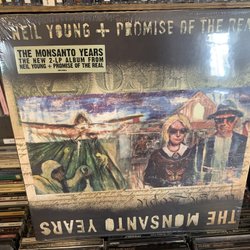 NEIL YOUNG + PROMISE OF THE REAL
THE MONSANTO YEARS
THE NEW 2-LP ALBUM FROM
NEIL YOUNG + PROMISE OF THE REAL
THE MONSANTO YEARS